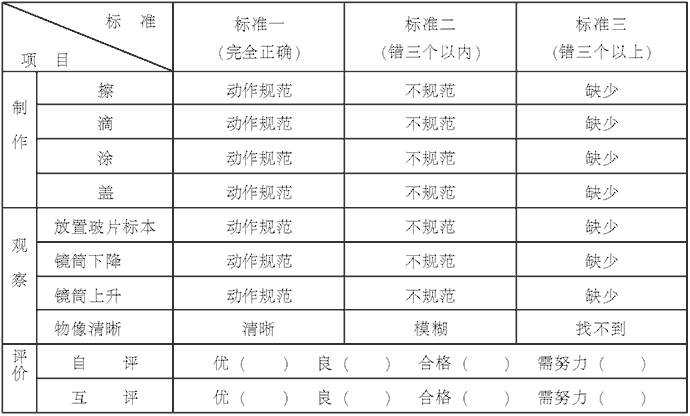 标 准
项 目
标准一
(完全正确)
标准二
(错三个以内)
标准三
(错三个以上)
制作
擦 动作规范 不规范 缺少
滴 动作规范 不规范 缺少
涂 动作规范 不规范 缺少
盖 动作规范 不规范 缺少
观察
放置玻片标本 动作规范 不规范 缺少
镜筒下降 动作规范 不规范 缺少
镜筒上升 动作规范 不规范 缺少
物像清晰 清晰 模糊 找不到
评价
自 评 优 ( ) 良 ( ) 合格 ( ) 需努力 ( )
互 评 优 ( ) 良 ( ) 合格 ( ) 需努力 ( )